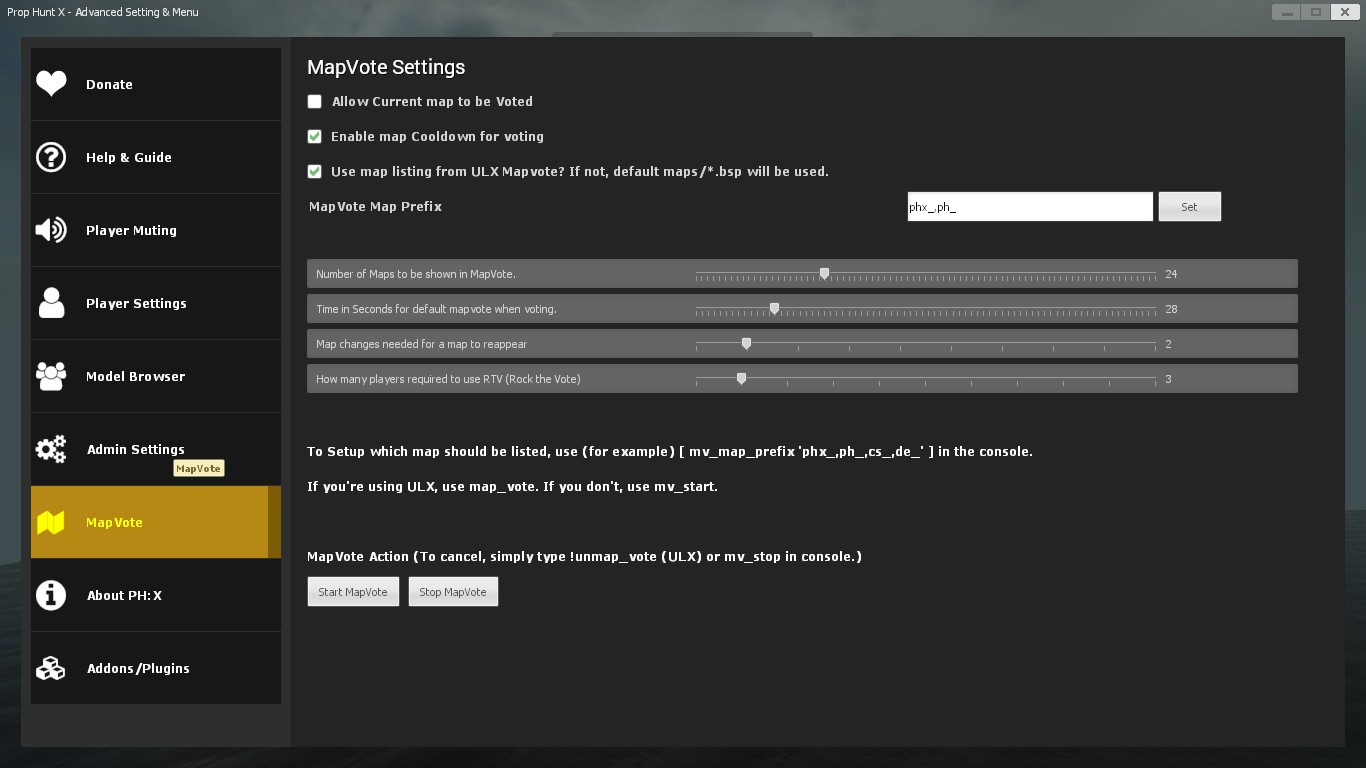 Prop Hunt X - Advanced Setting & Menu
Donate
Help & Guide
Player Muting
Player Settings
Model Browser
Admin Settings
MapVote
MapVote
About PH:X
Addons/Plugins
MapVote Settings
Allow Current map to be Voted
Enable map Cooldown for voting
Use map listing from ULX Mapvote? If not, default maps/*.bsp will be used.
MapVote Map Prefix phx_,ph_ Set
Number of Maps to be shown in MapVote. 24
Time in Seconds for default mapvote when voting. 28
Map changes needed for a map to reappear 2
How many players required to use RTV (Rock the Vote) 3
To Setup which map should be listed, use (for example) [ mv_map_prefix 'phx_,ph_,cs_,de_' ] in the console.
If you're using ULX, use map_vote. If you don't, use mv_start.
MapVote Action (To cancel, simply type !unmap_vote (ULX) or mv_stop in console.)
Start MapVote Stop MapVote